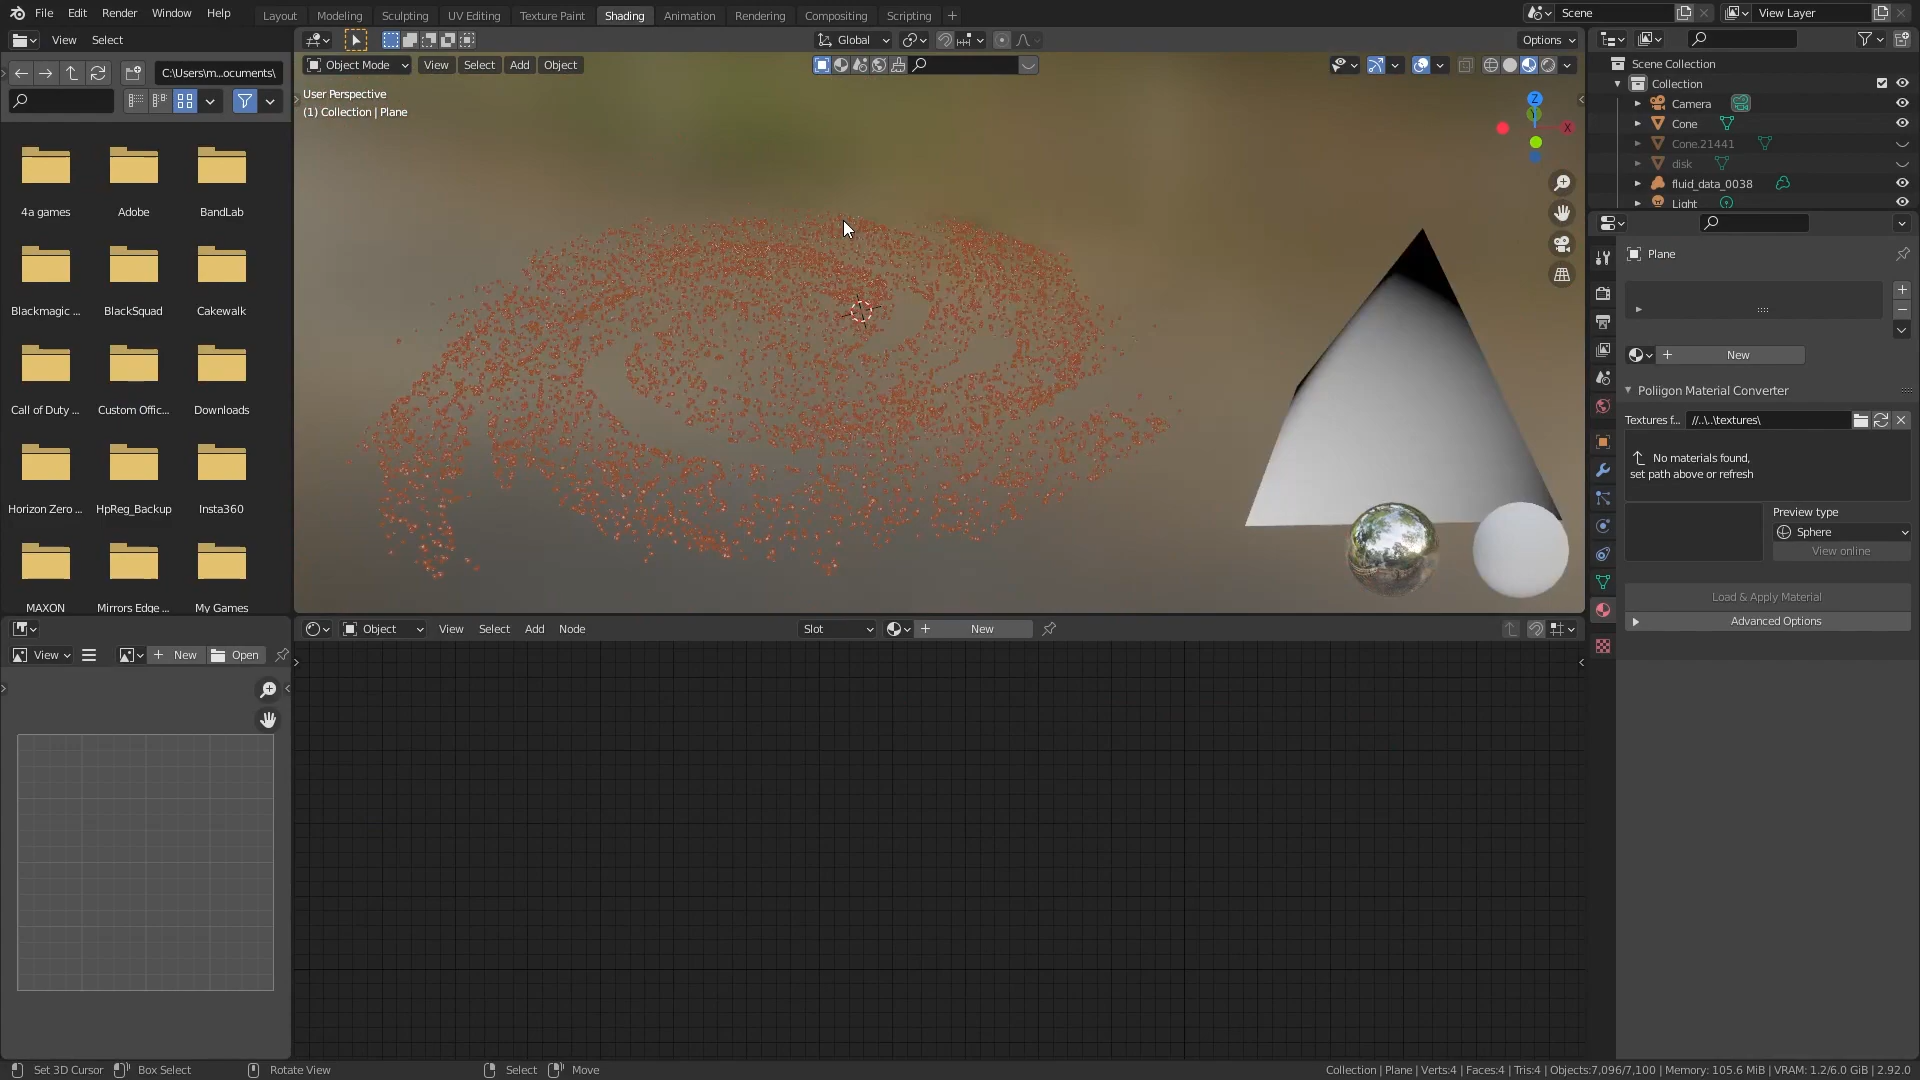 File Edit Render Window Help
Layout Modeling Sculpting UV Editing Texture Paint Shading Animation Rendering Compositing Scripting +
Scene
View Layer
View Select
Global
Options
C:\Users\m...ocuments\
Object Mode View Select Add Object
User Perspective
(1) Collection | Plane
Z
Y
X
4a games Adobe BandLab
Blackmagic ... BlackSquad Cakewalk
Call of Duty ... Custom Offic... Downloads
Horizon Zero ... HpReg_Backup Insta360
MAXON Mirrors Edge ... My Games
Scene Collection
Collection
Camera
Cone
Cone.21441
disk
fluid_data_0038
Light
Plane
New
Poliigon Material Converter
Textures f... //..\..\textures\
No materials found,
set path above or refresh
Preview type
Sphere
View online
Load & Apply Material
Advanced Options
View New Open
Object View Select Add Node Slot New
Set 3D Cursor Box Select Rotate View Select Move
Collection | Plane | Verts:4 | Faces:4 | Tris:4 | Objects:7,096/7,100 | Memory: 105.6 MiB | VRAM: 1.2/6.0 GiB | 2.92.0